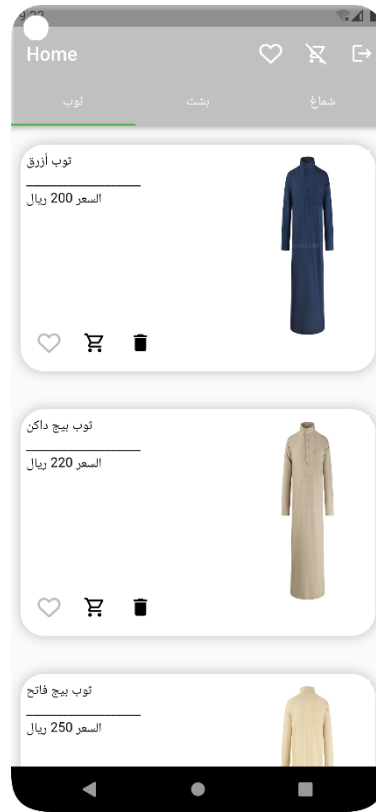 Home
ثوب
بشت
شماغ
ثوب أزرق
السعر 200 ريال
ثوب بيج داكن
السعر 220 ريال
ثوب بيج فاتح
السعر 250 ريال